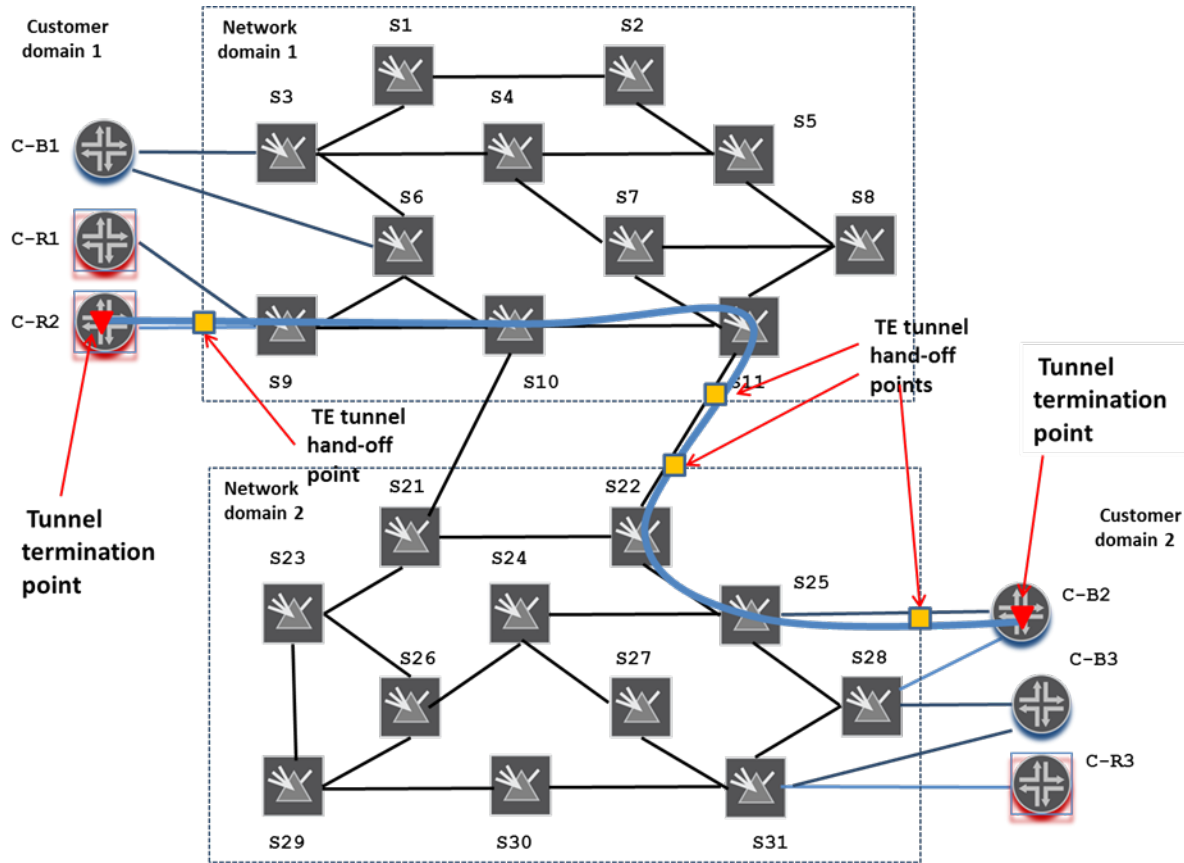 Customer
domain 1
Network
domain 1
S1
S2
S3
S4
S5
C-B1
S6
S7
S8
C-R1
C-R2
S9
S10
S11
TE tunnel
hand-off
points
Tunnel
termination
point
TE tunnel
hand-off
point
Network
domain 2
S21
S22
Tunnel
termination
point
Customer
domain 2
S23
S24
S25
C-B2
S26
S27
S28
C-B3
C-R3
S29
S30
S31